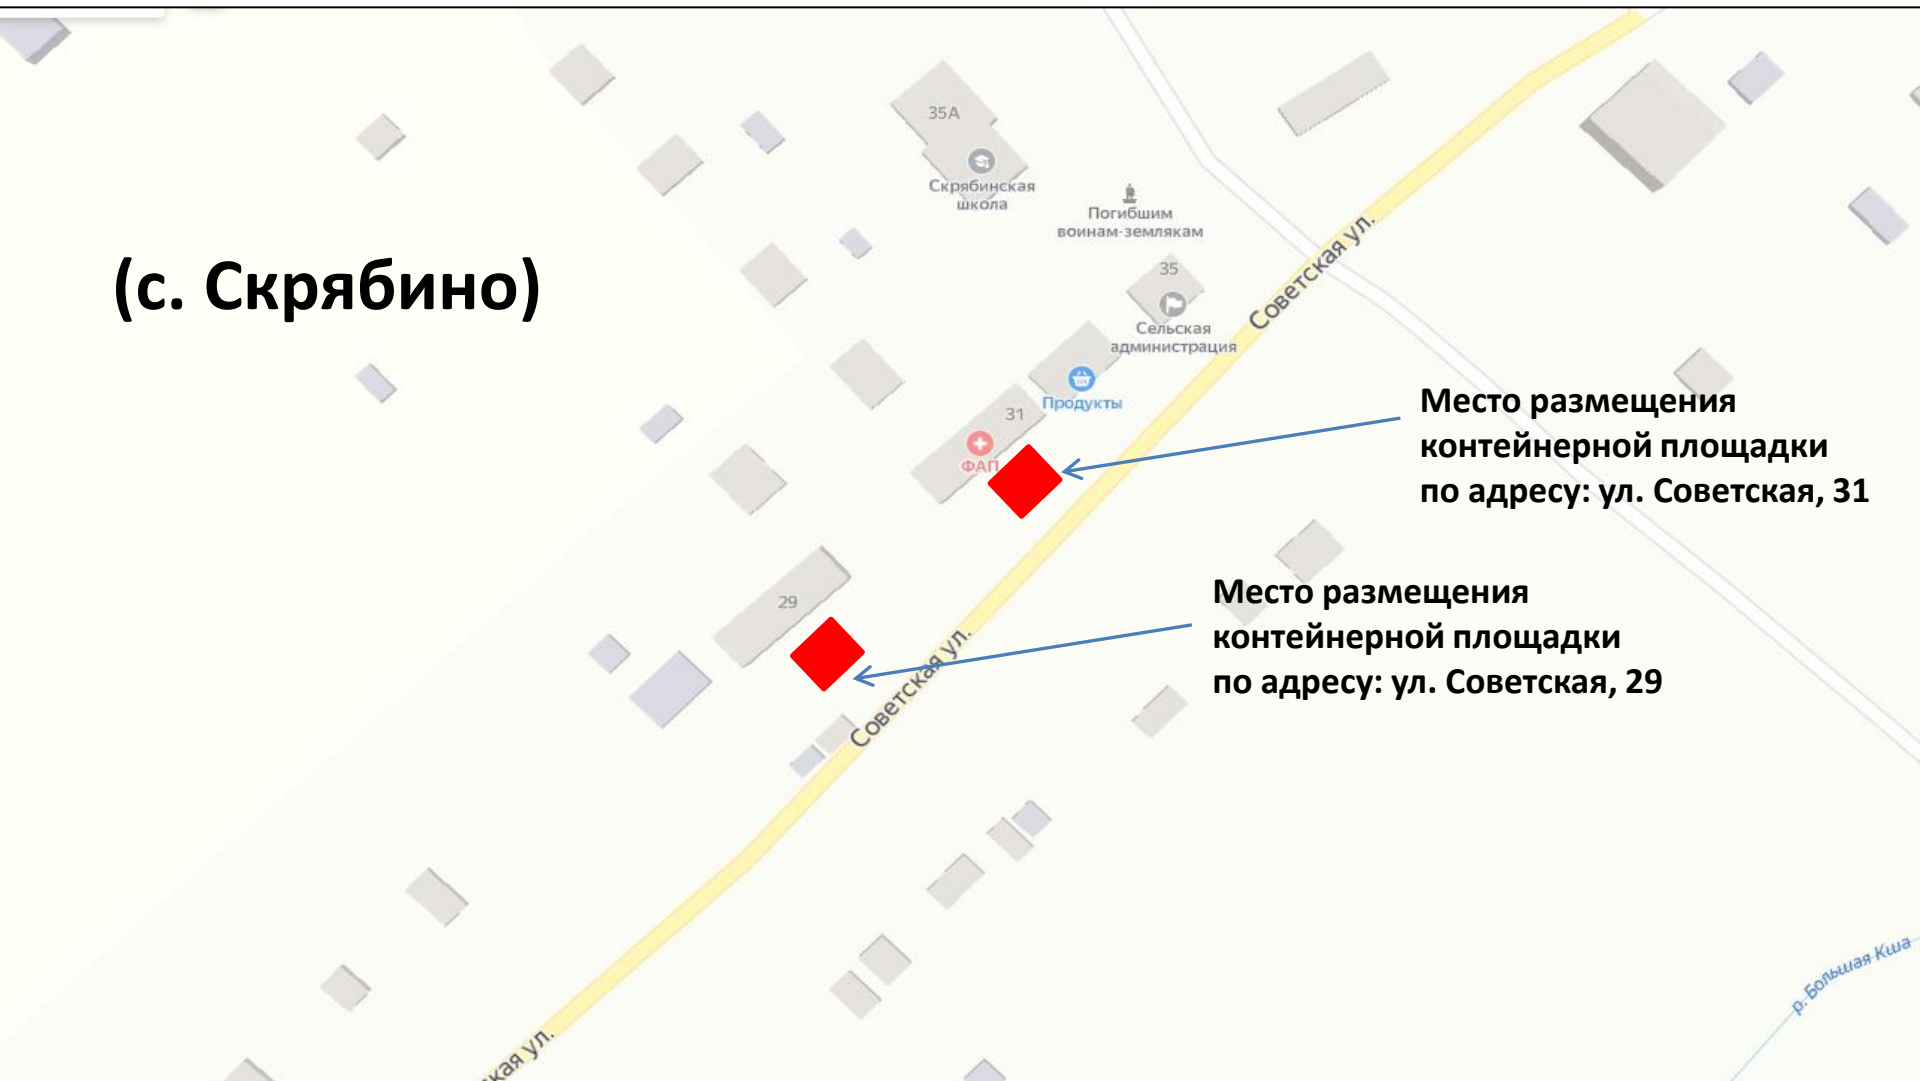 35А
Скрябинская
школа
Погибшим
воинам-землякам
35
Сельская
администрация
Советская ул.
(с. Скрябино)
Продукты
31
ФАП
Место размещения
контейнерной площадки
по адресу: ул. Советская, 31
29
Место размещения
контейнерной площадки
по адресу: ул. Советская, 29
Советская ул.
р. Большая Кша
кая ул.